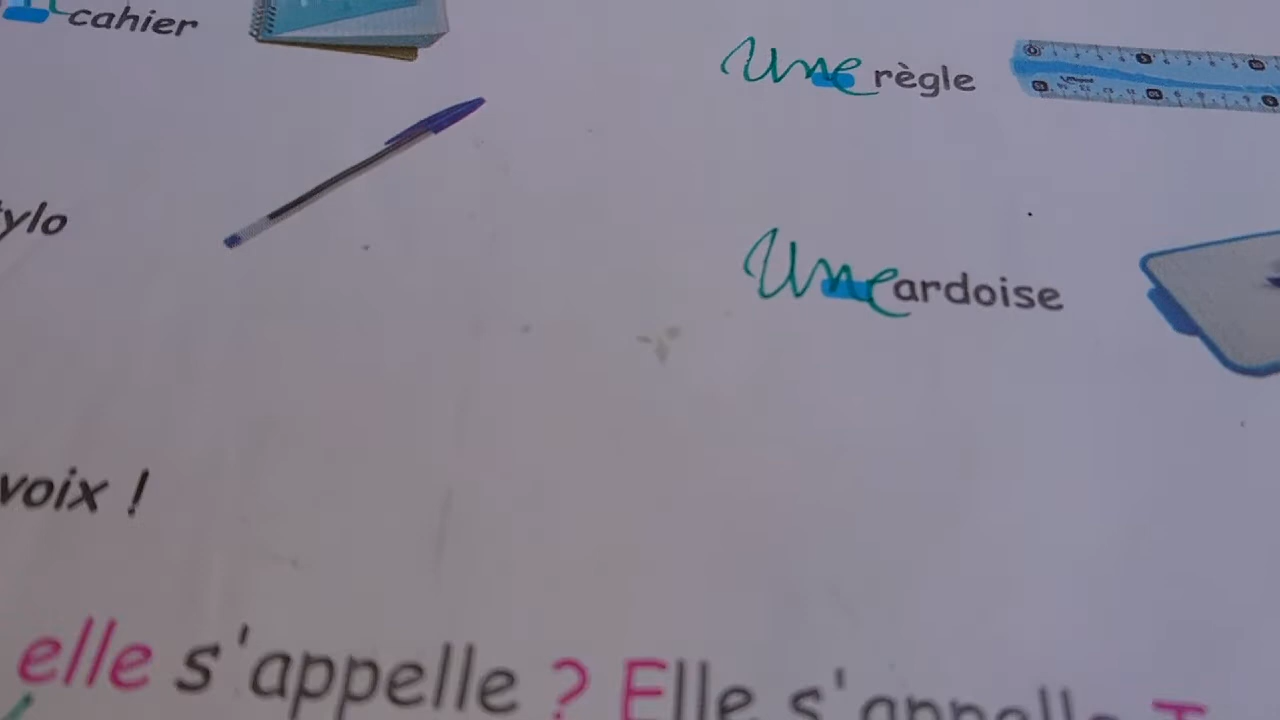 cahier
Une règle
ylo
Une ardoise
voix !
elle s'appelle ? Elle s'appelle